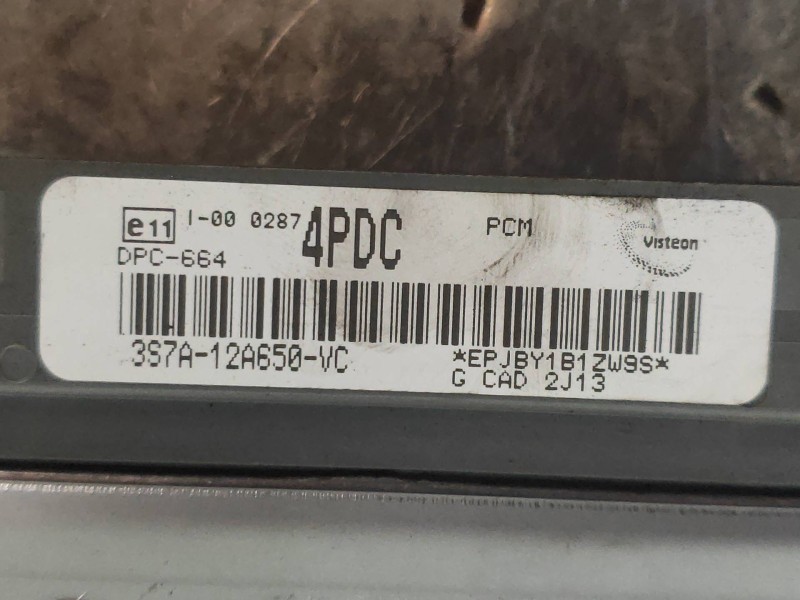 e11 I-00 0287 4PDC PCM Visteon
DPC-664
3S7A-12A650-VC *EPJBY1B1ZW9S*
G CAD 2J13